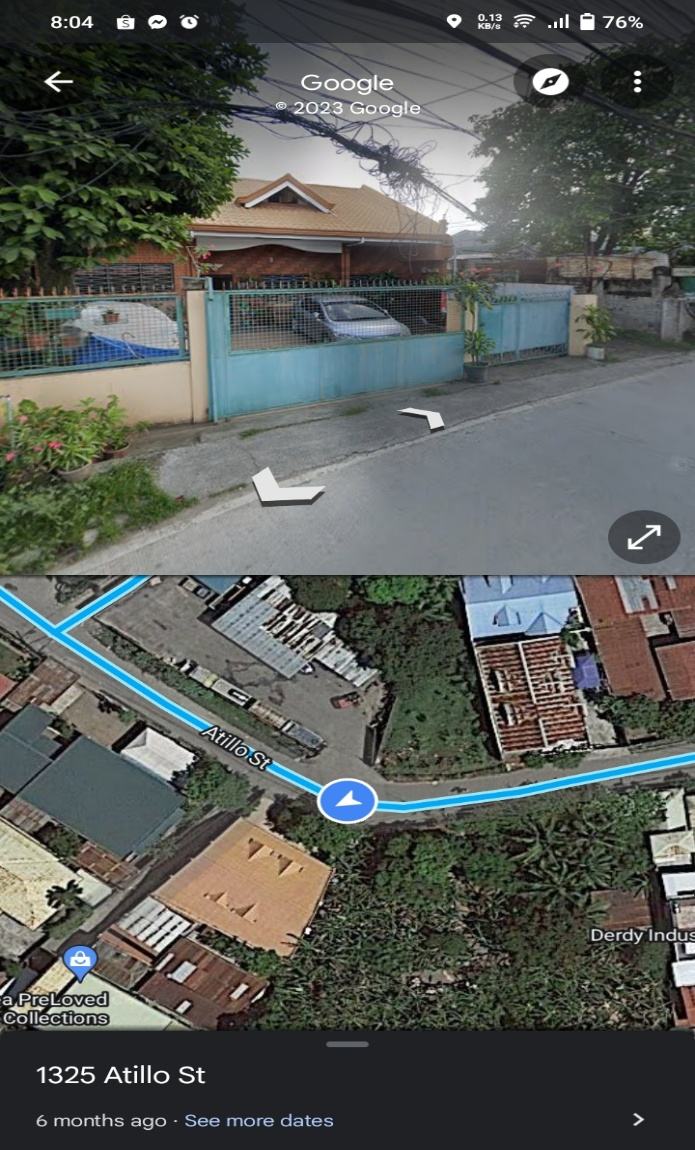 8:04
0.13
KB/s
76%
Google
© 2023 Google
Atillo St
Derdy Indus
a PreLoved
Collections
1325 Atillo St
6 months ago · See more dates